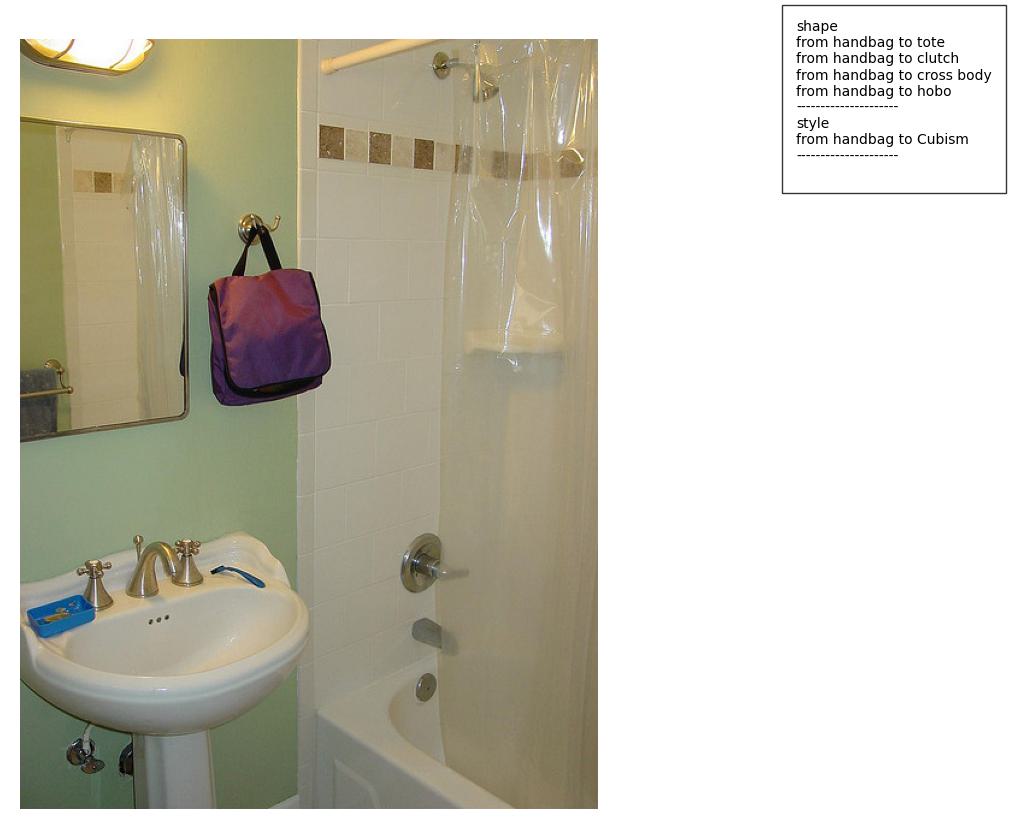 shape
from handbag to tote
from handbag to clutch
from handbag to cross body
from handbag to hobo
---------------------
style
from handbag to Cubism
---------------------